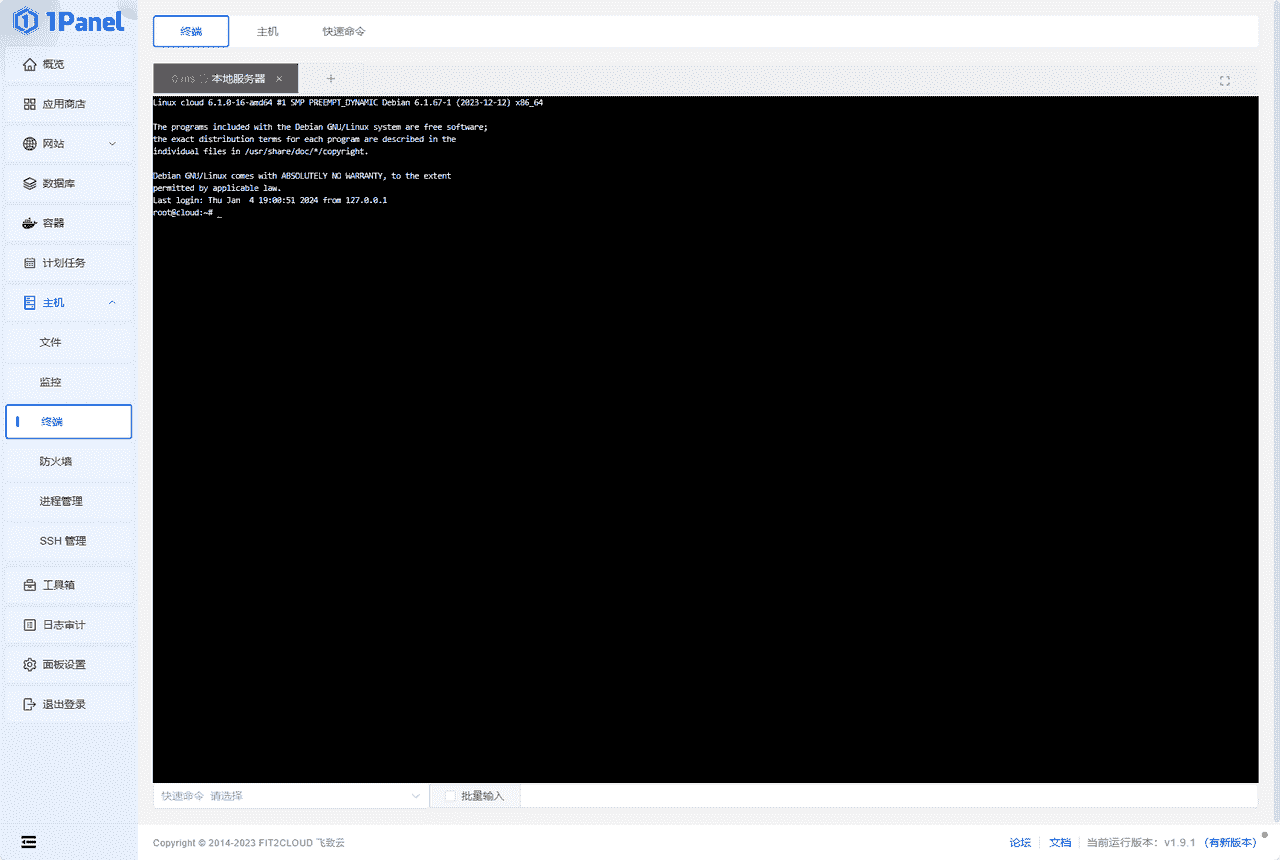 1Panel
概览
应用商店
网站
数据库
容器
计划任务
主机
文件
监控
终端
防火墙
进程管理
SSH 管理
工具箱
日志审计
面板设置
退出登录
终端 主机 快速命令
本地服务器 × +
Linux cloud 6.1.0-16-amd64 #1 SMP PREEMPT_DYNAMIC Debian 6.1.67-1 (2023-12-12) x86_64
The programs included with the Debian GNU/Linux system are free software;
the exact distribution terms for each program are described in the
individual files in /usr/share/doc/*/copyright.
Debian GNU/Linux comes with ABSOLUTELY NO WARRANTY, to the extent
permitted by applicable law.
Last login: Thu Jan  4 19:00:51 2024 from 127.0.0.1
root@cloud:~# _
快速命令 请选择 批量输入
Copyright © 2014-2023 FIT2CLOUD 飞致云 论坛 文档 当前运行版本: v1.9.1 (有新版本)